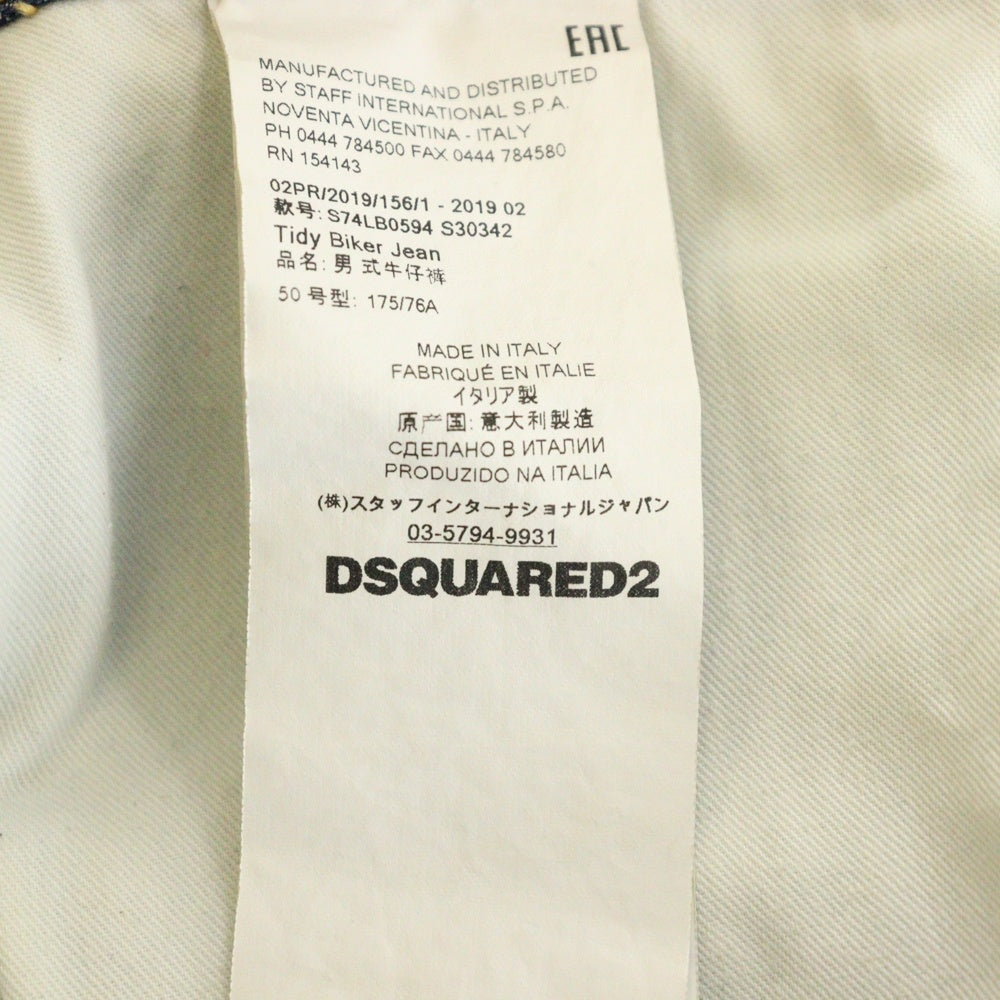 EAC
MANUFACTURED AND DISTRIBUTED
BY STAFF INTERNATIONAL S.P.A.
NOVENTA VICENTINA - ITALY
PH 0444 784500 FAX 0444 784580
RN 154143
02PR/2019/156/1 - 2019 02
款号: S74LB0594 S30342
Tidy Biker Jean
品名: 男 式牛仔裤
50 号型: 175/76A
MADE IN ITALY
FABRIQUÉ EN ITALIE
イタリア製
原产国: 意大利製造
СДЕЛАНО В ИТАЛИИ
PRODUZIDO NA ITALIA
(株)スタッフインターナショナルジャパン
03-5794-9931
DSQUARED2